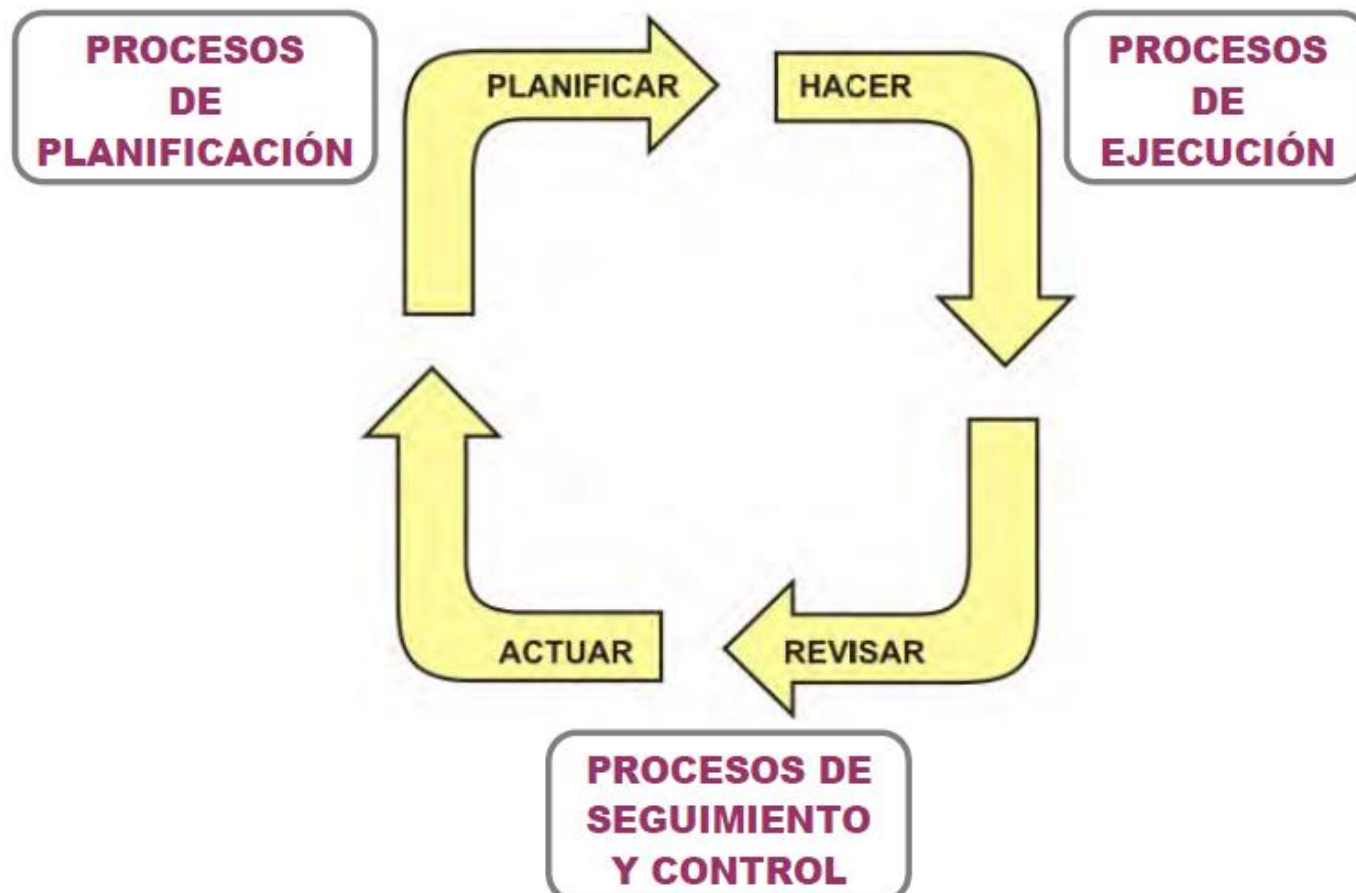 PROCESOS
DE
PLANIFICACIÓN
PLANIFICAR
HACER
PROCESOS
DE
EJECUCIÓN
ACTUAR
REVISAR
PROCESOS DE
SEGUIMIENTO
Y CONTROL